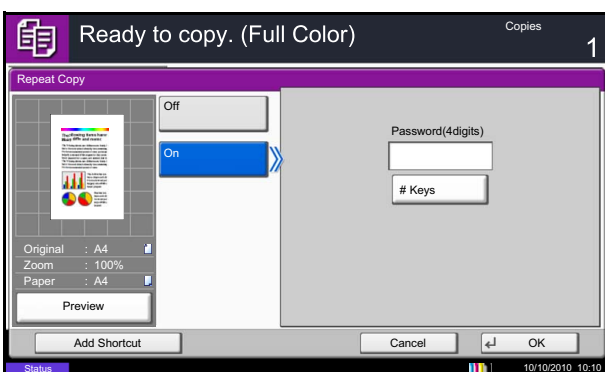 Ready to copy. (Full Color)
Copies
1
Repeat Copy
Off
On
Password(4digits)
# Keys
Original : A4
Zoom : 100%
Paper : A4
Preview
Add Shortcut
Cancel
OK
Status
10/10/2010 10:10